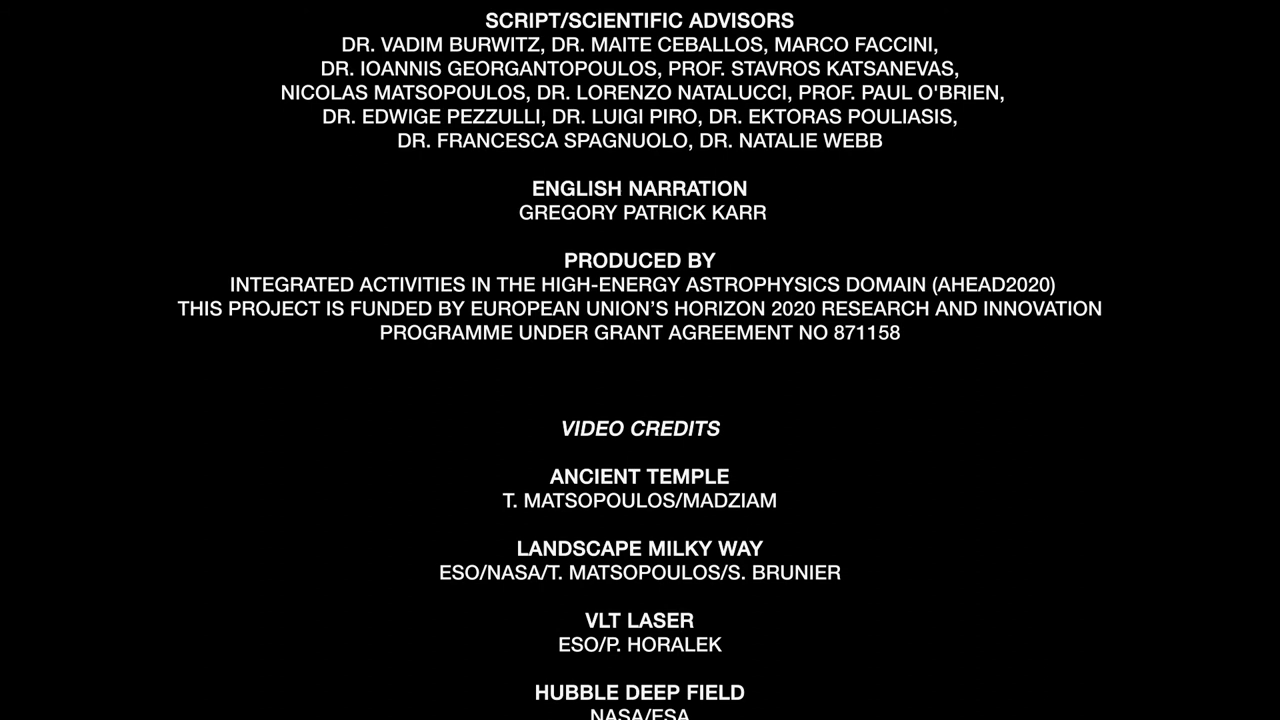 SCRIPT/SCIENTIFIC ADVISORS
DR. VADIM BURWITZ, DR. MAITE CEBALLOS, MARCO FACCINI,
DR. IOANNIS GEORGANTOPOULOS, PROF. STAVROS KATSANEVAS,
NICOLAS MATSOPOULOS, DR. LORENZO NATALUCCI, PROF. PAUL O'BRIEN,
DR. EDWIGE PEZZULLI, DR. LUIGI PIRO, DR. EKTORAS POULIASIS,
DR. FRANCESCA SPAGNUOLO, DR. NATALIE WEBB
ENGLISH NARRATION
GREGORY PATRICK KARR
PRODUCED BY
INTEGRATED ACTIVITIES IN THE HIGH-ENERGY ASTROPHYSICS DOMAIN (AHEAD2020)
THIS PROJECT IS FUNDED BY EUROPEAN UNION’S HORIZON 2020 RESEARCH AND INNOVATION
PROGRAMME UNDER GRANT AGREEMENT NO 871158
VIDEO CREDITS
ANCIENT TEMPLE
T. MATSOPOULOS/MADZIAM
LANDSCAPE MILKY WAY
ESO/NASA/T. MATSOPOULOS/S. BRUNIER
VLT LASER
ESO/P. HORALEK
HUBBLE DEEP FIELD
NASA/ESA